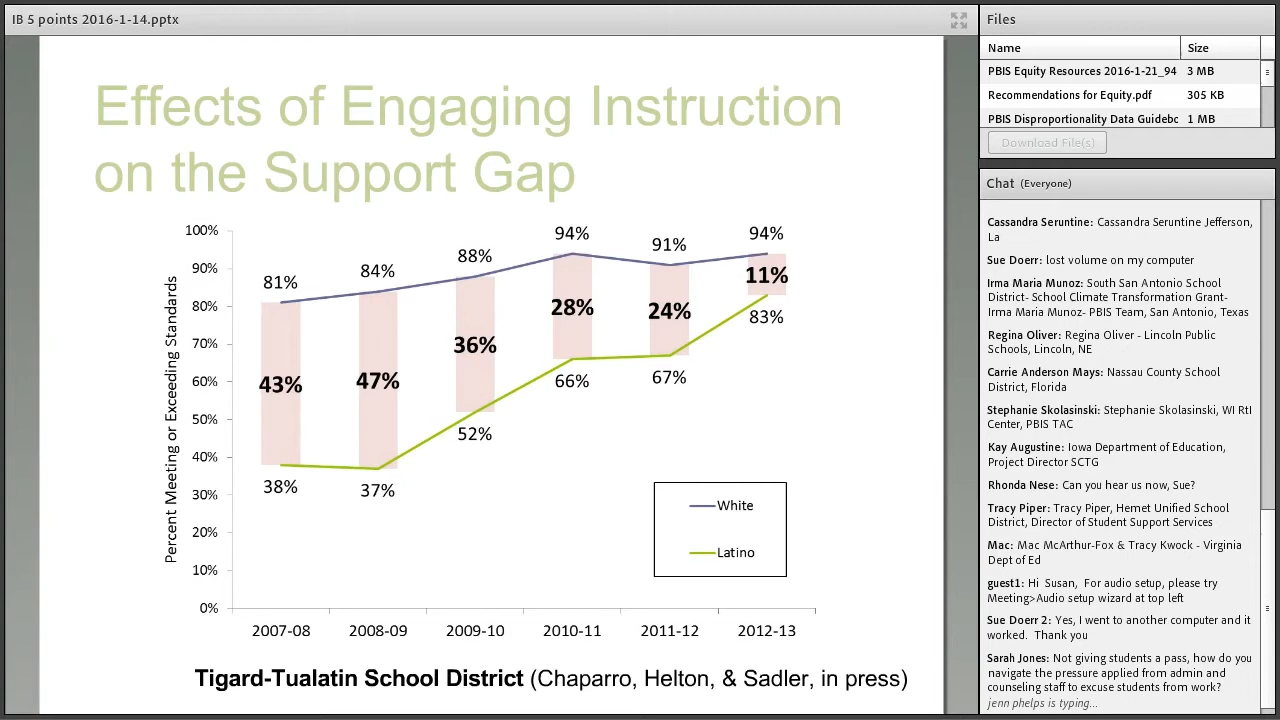 IB 5 points 2016-1-14.pptx
Effects of Engaging Instruction
on the Support Gap
Percent Meeting or Exceeding Standards
100%
90%
80%
70%
60%
50%
40%
30%
20%
10%
0%
81%
84%
88%
94%
91%
94%
43%
47%
36%
28%
24%
11%
38%
37%
52%
66%
67%
83%
White
Latino
2007-08
2008-09
2009-10
2010-11
2011-12
2012-13
Tigard-Tualatin School District (Chaparro, Helton, & Sadler, in press)
Files
Name Size
PBIS Equity Resources 2016-1-21_94 3 MB
Recommendations for Equity.pdf 305 KB
PBIS Disproportionality Data Guidebo 1 MB
Download File(s)
Chat (Everyone)
Cassandra Seruntine: Cassandra Seruntine Jefferson,
La
Sue Doerr: lost volume on my computer
Irma Maria Munoz: South San Antonio School
District- School Climate Transformation Grant-
Irma Maria Munoz- PBIS Team, San Antonio, Texas
Regina Oliver: Regina Oliver - Lincoln Public
Schools, Lincoln, NE
Carrie Anderson Mays: Nassau County School
District, Florida
Stephanie Skolasinski: Stephanie Skolasinski, WI RtI
Center, PBIS TAC
Kay Augustine: Iowa Department of Education,
Project Director SCTG
Rhonda Nese: Can you hear us now, Sue?
Tracy Piper: Tracy Piper, Hemet Unified School
District, Director of Student Support Services
Mac: Mac McArthur-Fox & Tracy Kwock - Virginia
Dept of Ed
guest1: Hi Susan, For audio setup, please try
Meeting>Audio setup wizard at top left
Sue Doerr 2: Yes, I went to another computer and it
worked. Thank you
Sarah Jones: Not giving students a pass, how do you
navigate the pressure applied from admin and
counseling staff to excuse students from work?
jenn phelps is typing...